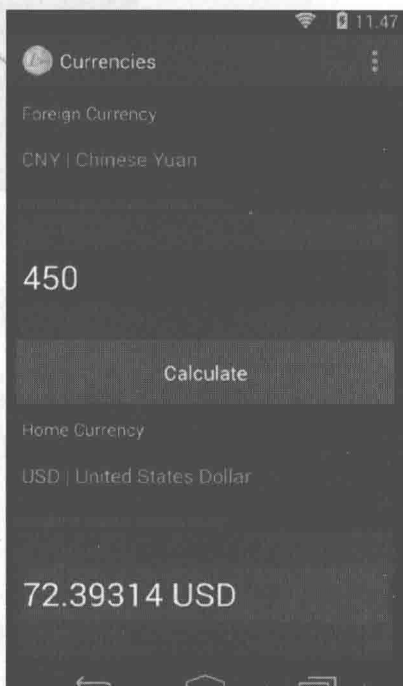 11.47
Currencies
Foreign Currency
CNY | Chinese Yuan
450
Calculate
Home Currency
USD | United States Dollar
72.39314 USD